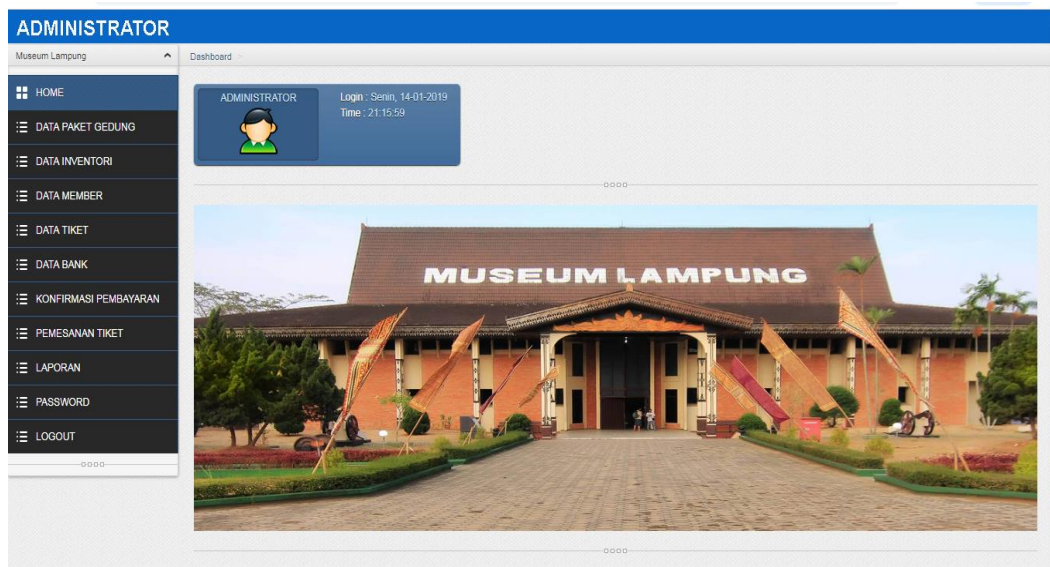 ADMINISTRATOR
Museum Lampung
Dashboard
HOME
DATA PAKET GEDUNG
DATA INVENTORI
DATA MEMBER
DATA TIKET
DATA BANK
KONFIRMASI PEMBAYARAN
PEMESANAN TIKET
LAPORAN
PASSWORD
LOGOUT
ADMINISTRATOR
Login : Senin, 14-01-2019
Time : 21:15:59
MUSEUM LAMPUNG